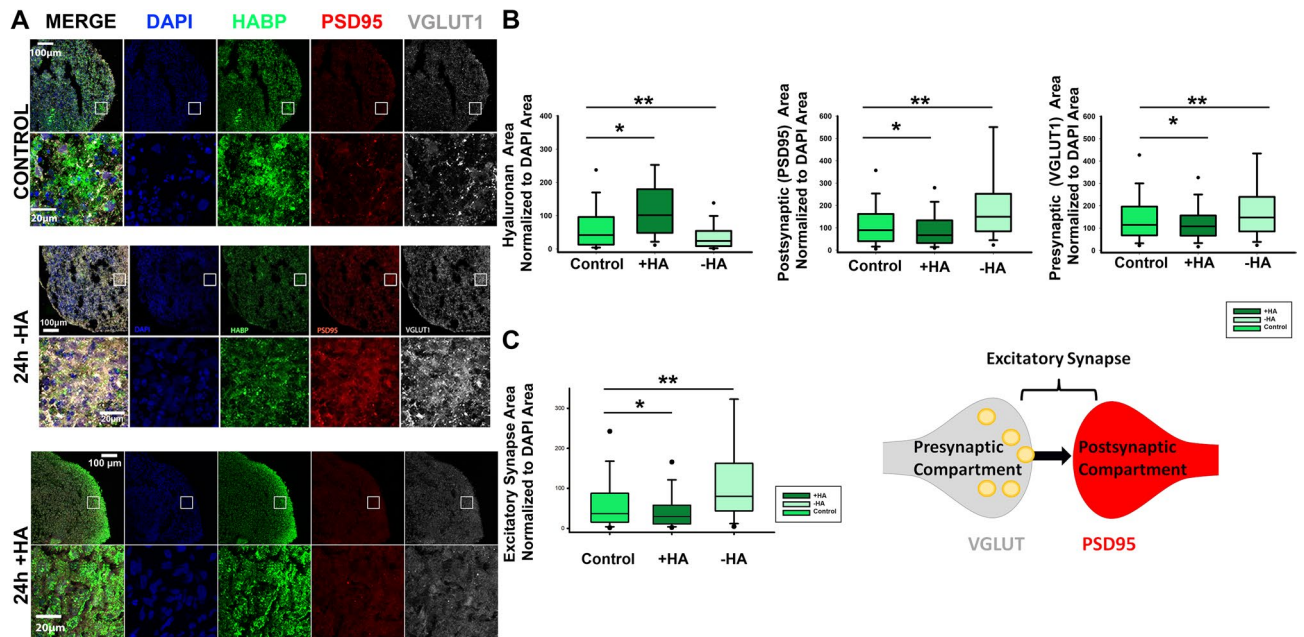 A MERGE DAPI HABP PSD95 VGLUT1
100µm
CONTROL
20µm
24h -HA
100µm
DAPI HABP PSD95 VGLUT1
20µm
24h +HA
100 µm
20µm
B
Hyaluronan Area
Normalized to DAPI Area
400
300
200
100
0
**
*
Control +HA -HA
Postsynaptic (PSD95) Area
Normalized to DAPI Area
600
500
400
300
200
100
0
**
*
Control +HA -HA
Presynaptic (VGLUT1) Area
Normalized to DAPI Area
600
500
400
300
200
100
0
**
*
Control +HA -HA
+HA
-HA
Control
C
Excitatory Synapse Area
Normalized to DAPI Area
300
200
100
0
**
*
Control +HA -HA
+HA
-HA
Control
Excitatory Synapse
Presynaptic
Compartment
Postsynaptic
Compartment
VGLUT PSD95